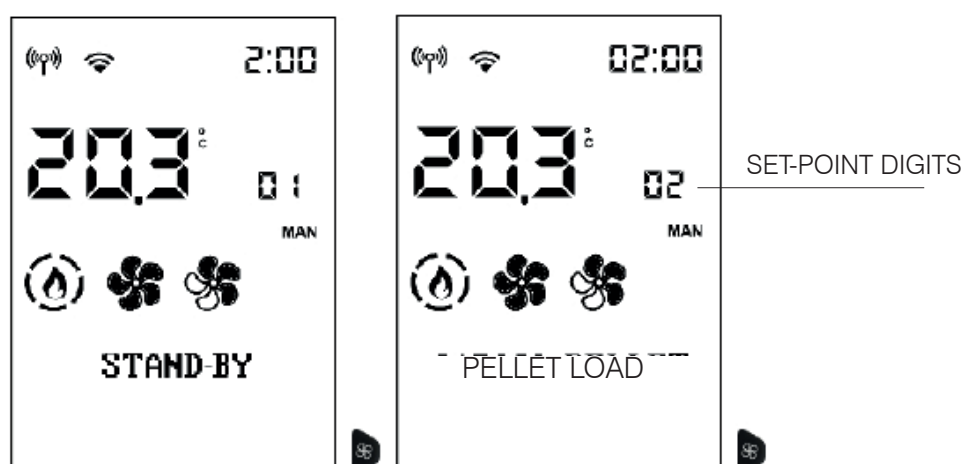 2:00
20.3 °C
01
MAN
STAND-BY
02:00
20.3 °C
02
SET-POINT DIGITS
MAN
PELLET LOAD